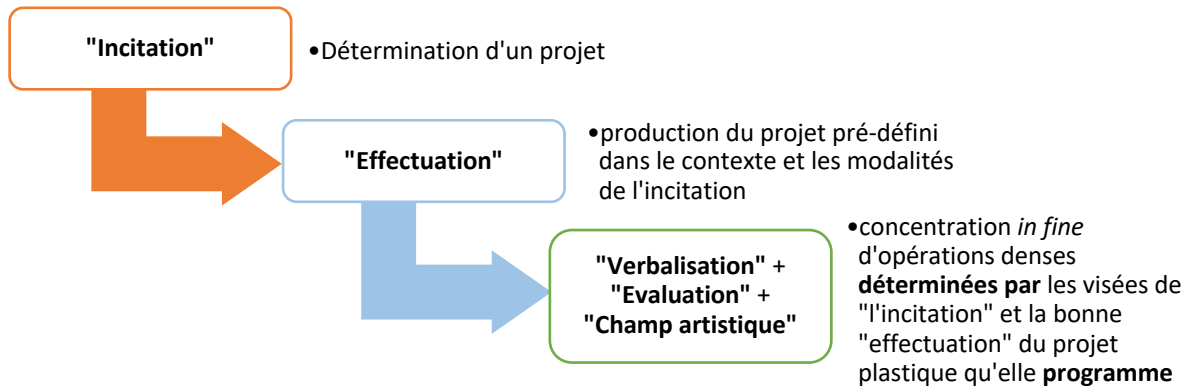 "Incitation"
•Détermination d'un projet
"Effectuation"
•production du projet pré-défini
dans le contexte et les modalités
de l'incitation
"Verbalisation" +
"Evaluation" +
"Champ artistique"
•concentration in fine
d'opérations denses
déterminées par les visées de
"l'incitation" et la bonne
"effectuation" du projet
plastique qu'elle programme